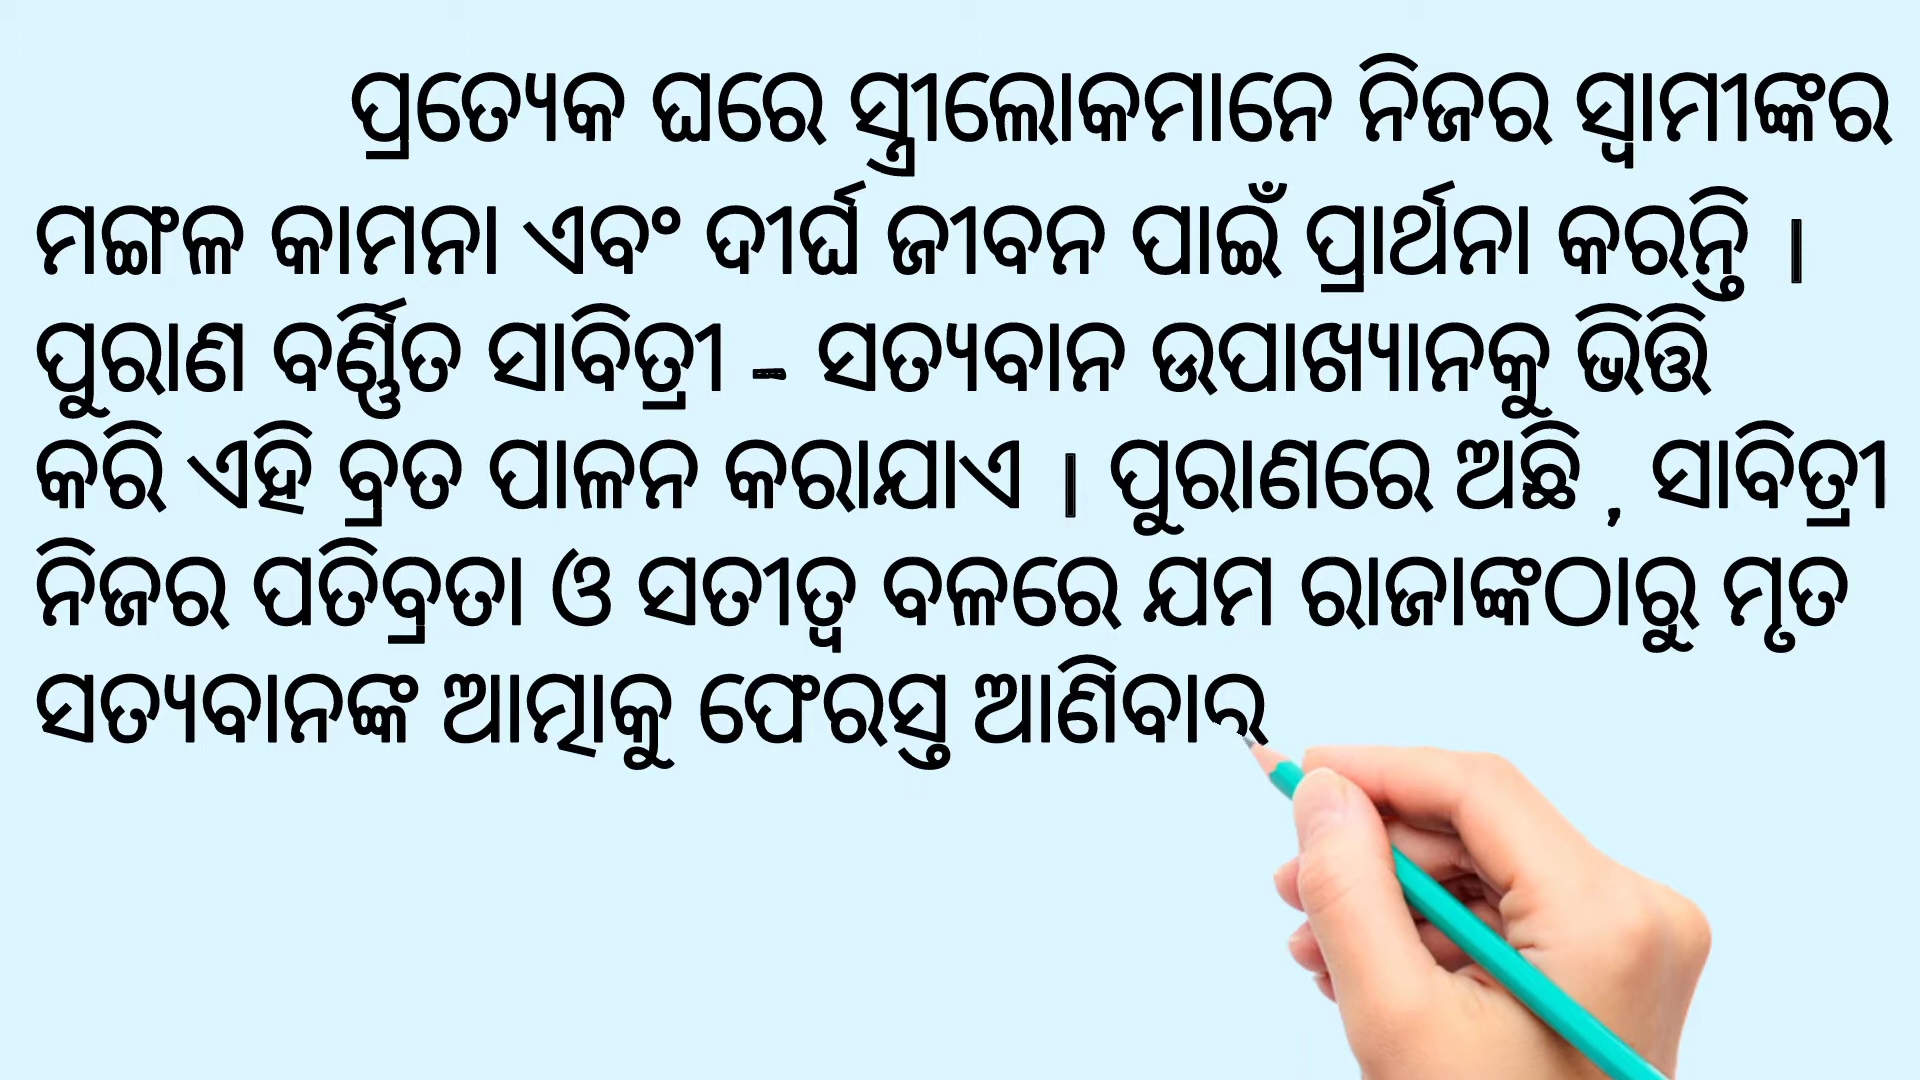 ପ୍ରତ୍ୟେକ ଘରେ ସ୍ତ୍ରୀଲୋକମାନେ ନିଜର ସ୍ୱାମୀଙ୍କର
ମଙ୍ଗଳ କାମନା ଏବଂ ଦୀର୍ଘ ଜୀବନ ପାଇଁ ପ୍ରାର୍ଥନା କରନ୍ତି ।
ପୁରାଣ ବର୍ଣ୍ଣିତ ସାବିତ୍ରୀ - ସତ୍ୟବାନ ଉପାଖ୍ୟାନକୁ ଭିତ୍ତି
କରି ଏହି ବ୍ରତ ପାଳନ କରାଯାଏ । ପୁରାଣରେ ଅଛି , ସାବିତ୍ରୀ
ନିଜର ପତିବ୍ରତା ଓ ସତୀତ୍ୱ ବଳରେ ଯମ ରାଜାଙ୍କଠାରୁ ମୃତ
ସତ୍ୟବାନଙ୍କ ଆତ୍ମାକୁ ଫେରସ୍ତ ଆଣିବାର